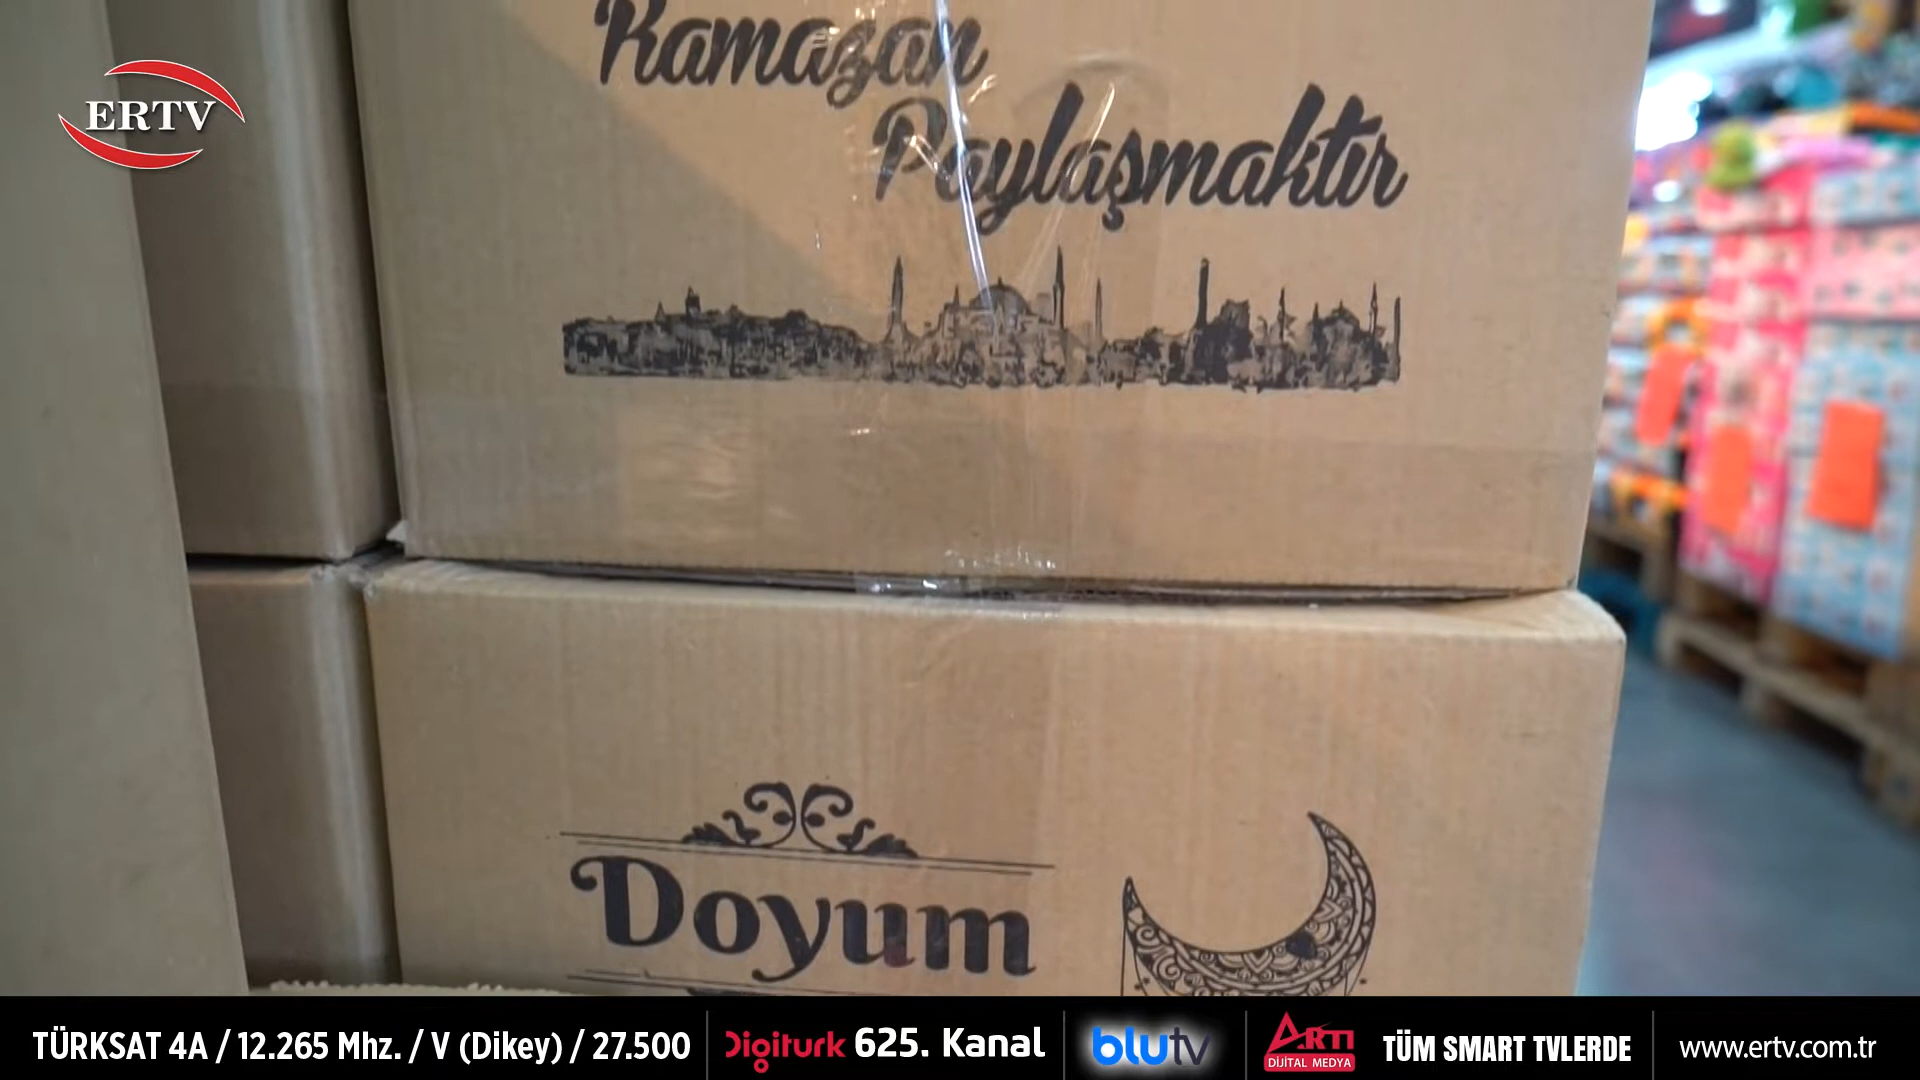 ERTV
Ramazan
Paylaşmaktır
Doyum
TÜRKSAT 4A / 12.265 Mhz. / V (Dikey) / 27.500
Digiturk 625. Kanal
blutv
ARTI
DİJİTAL MEDYA
TÜM SMART TVLERDE
www.ertv.com.tr